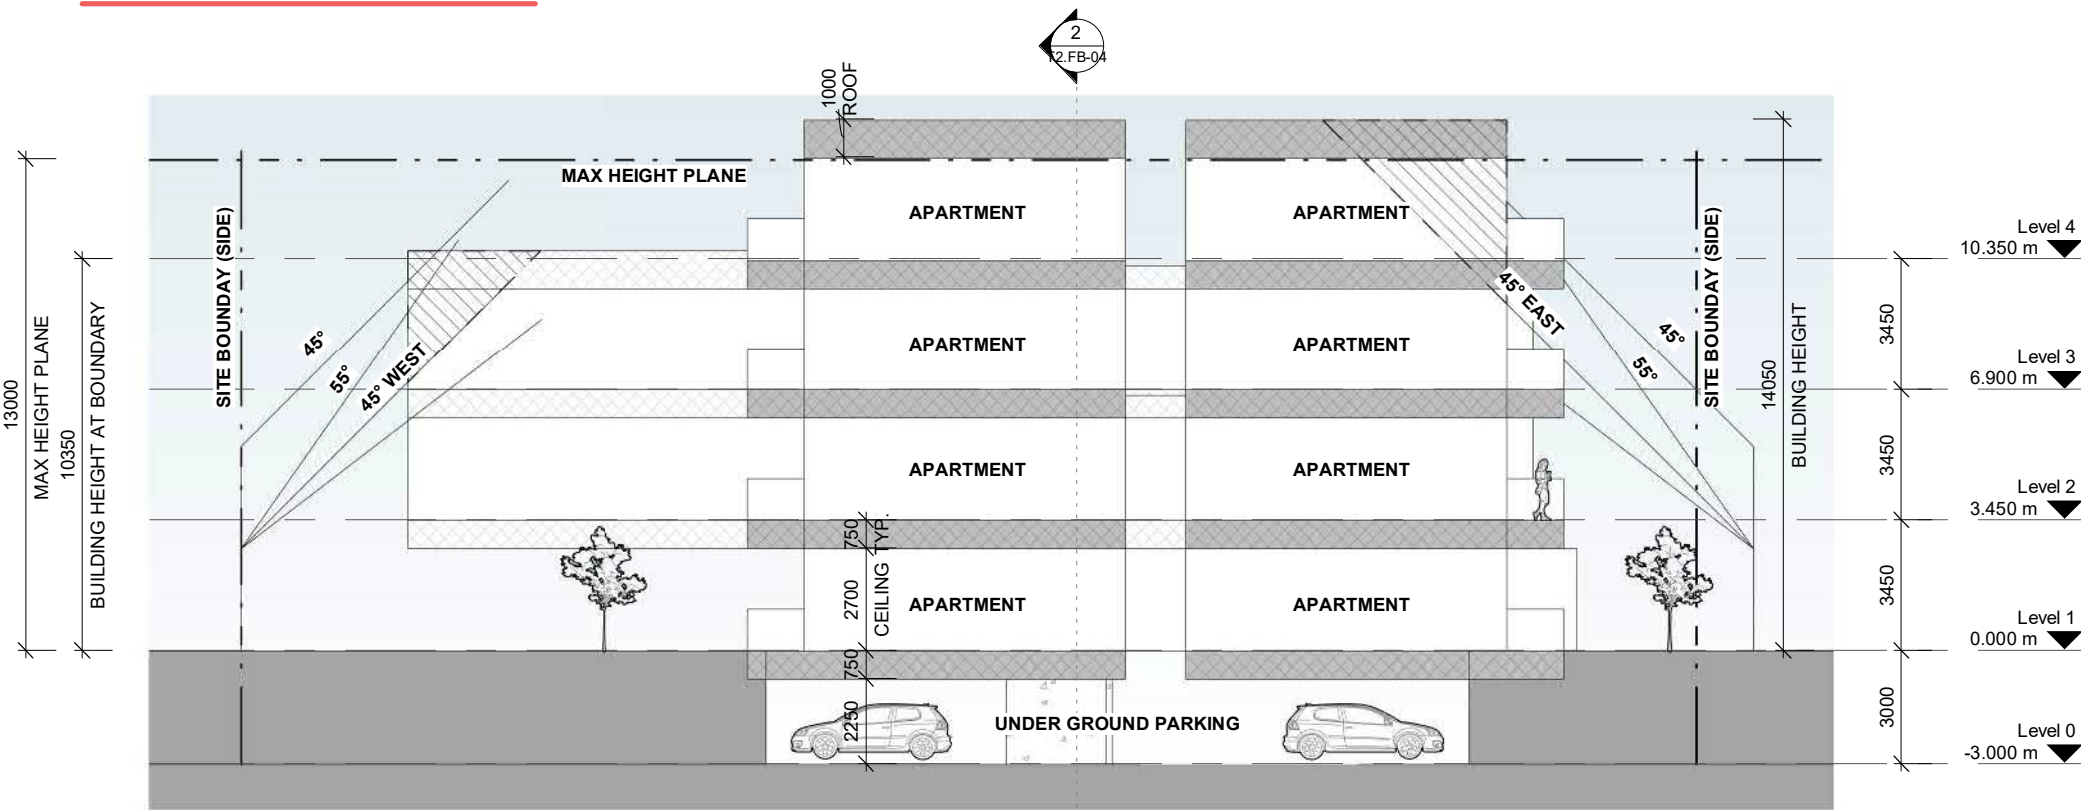 2
T2.FB-04
1000
ROOF
MAX HEIGHT PLANE
APARTMENT
APARTMENT
SITE BOUNDAY (SIDE)
SITE BOUNDAY (SIDE)
45°
55°
45° WEST
45° EAST
45°
55°
13000
MAX HEIGHT PLANE
10350
BUILDING HEIGHT AT BOUNDARY
APARTMENT
APARTMENT
14050
BUILDING HEIGHT
Level 4
10.350 m
3450
Level 3
6.900 m
APARTMENT
APARTMENT
3450
Level 2
3.450 m
750
2700
CEILING TYP.
APARTMENT
APARTMENT
3450
Level 1
0.000 m
750
2250
UNDER GROUND PARKING
3000
Level 0
-3.000 m